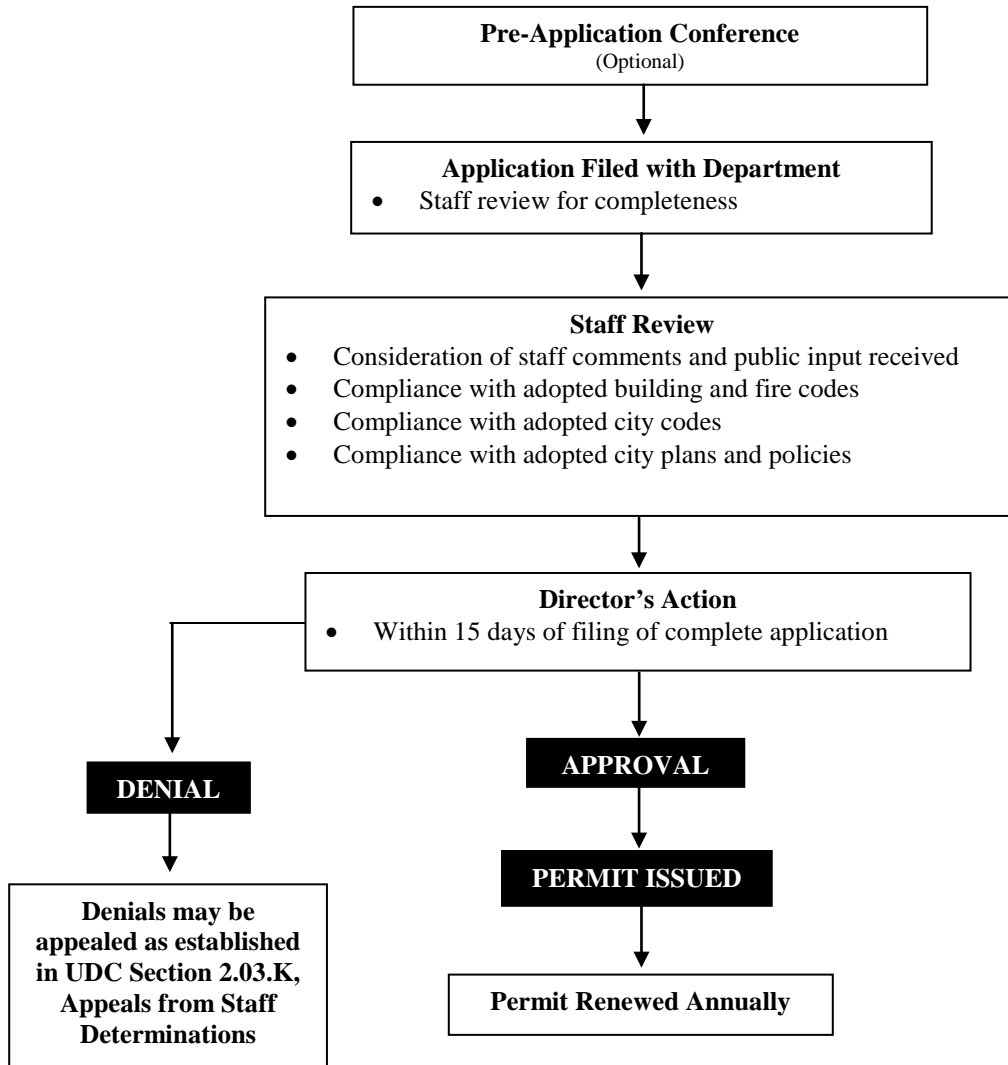 Pre-Application Conference
(Optional)
Application Filed with Department
• Staff review for completeness
Staff Review
• Consideration of staff comments and public input received
• Compliance with adopted building and fire codes
• Compliance with adopted city codes
• Compliance with adopted city plans and policies
Director’s Action
• Within 15 days of filing of complete application
DENIAL
APPROVAL
PERMIT ISSUED
Denials may be
appealed as established
in UDC Section 2.03.K,
Appeals from Staff
Determinations
Permit Renewed Annually